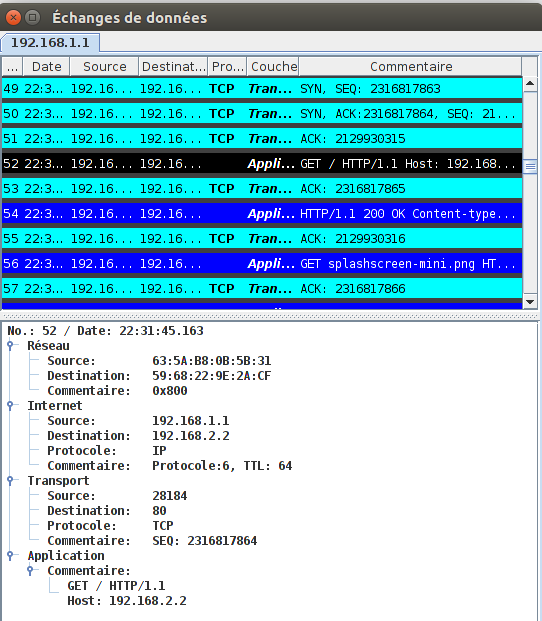 Échanges de données
192.168.1.1
... Date Source Destinat... Pro... Couche Commentaire
49 22:3... 192.16... 192.16... TCP Tran... SYN, SEQ: 2316817863
50 22:3... 192.16... 192.16... TCP Tran... SYN, ACK:2316817864, SEQ: 21...
51 22:3... 192.16... 192.16... TCP Tran... ACK: 2129930315
52 22:3... 192.16... 192.16... Appli... GET / HTTP/1.1 Host: 192.168...
53 22:3... 192.16... 192.16... TCP Tran... ACK: 2316817865
54 22:3... 192.16... 192.16... Appli... HTTP/1.1 200 OK Content-type...
55 22:3... 192.16... 192.16... TCP Tran... ACK: 2129930316
56 22:3... 192.16... 192.16... Appli... GET splashscreen-mini.png HT...
57 22:3... 192.16... 192.16... TCP Tran... ACK: 2316817866
No.: 52 / Date: 22:31:45.163
Réseau
Source: 63:5A:B8:0B:5B:31
Destination: 59:68:22:9E:2A:CF
Commentaire: 0x800
Internet
Source: 192.168.1.1
Destination: 192.168.2.2
Protocole: IP
Commentaire: Protocole:6, TTL: 64
Transport
Source: 28184
Destination: 80
Protocole: TCP
Commentaire: SEQ: 2316817864
Application
Commentaire:
GET / HTTP/1.1
Host: 192.168.2.2